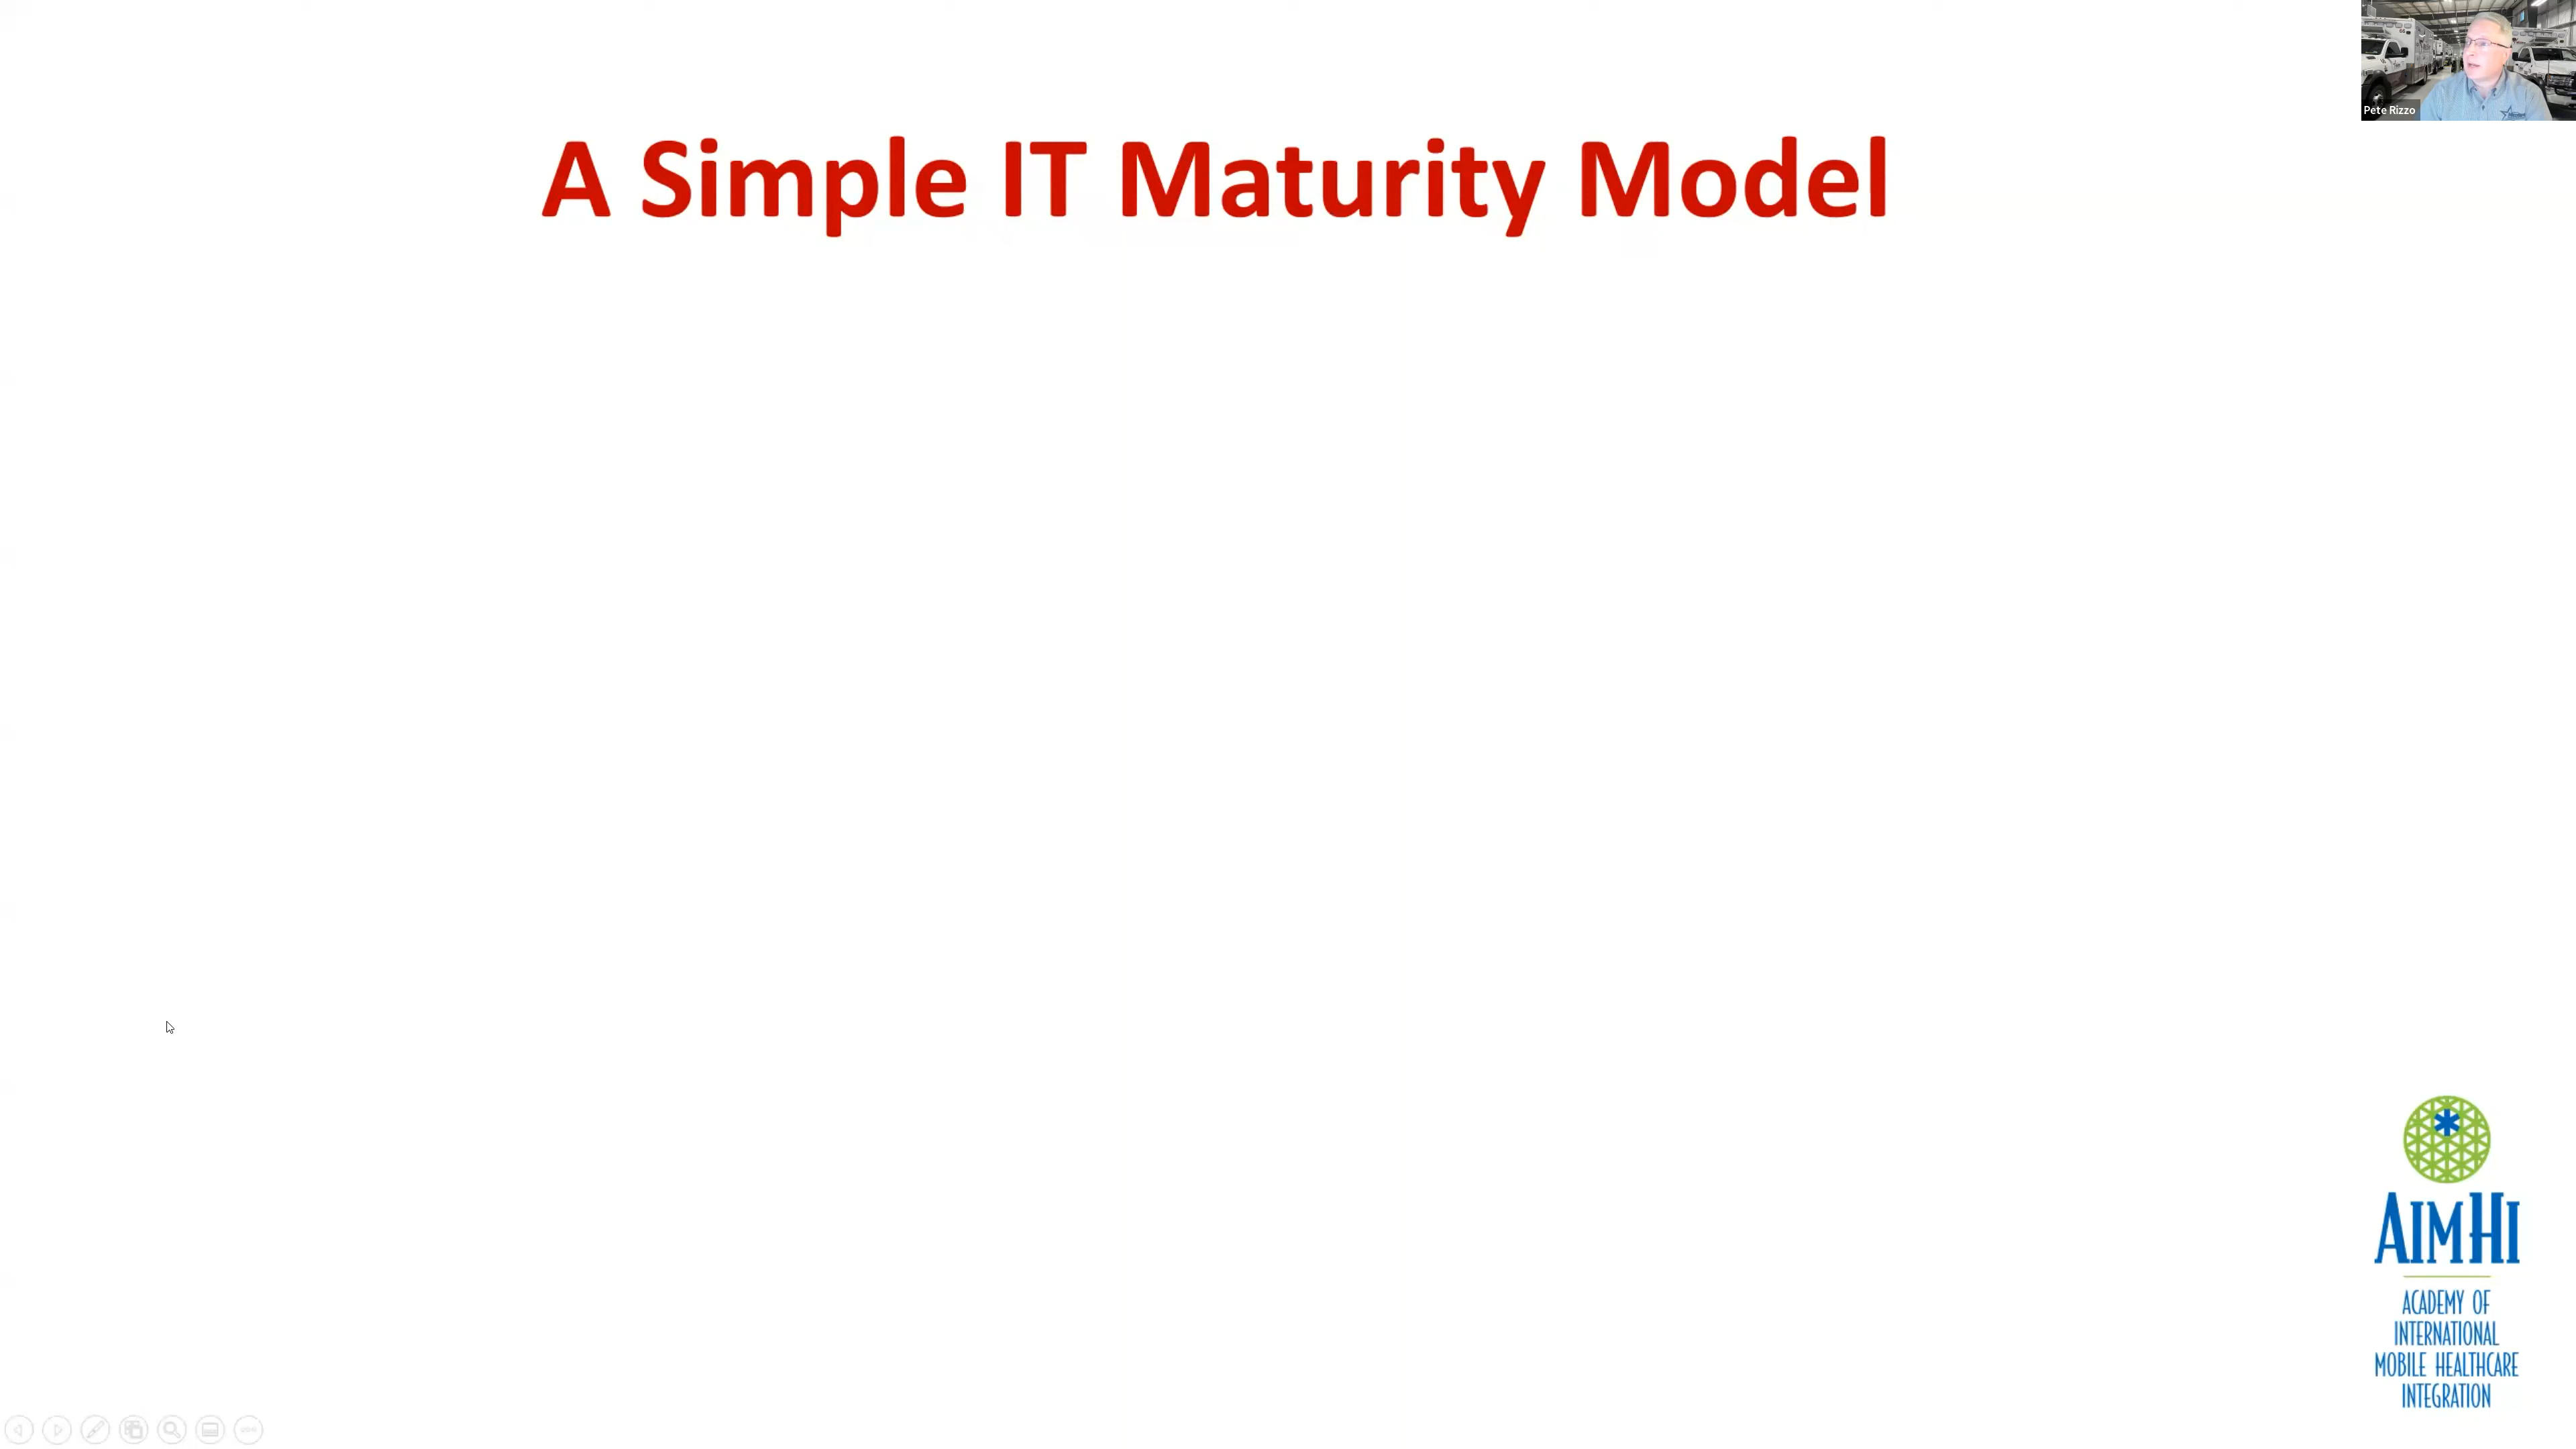 Pete Rizzo
A Simple IT Maturity Model
AIMHI
ACADEMY OF
INTERNATIONAL
MOBILE HEALTHCARE
INTEGRATION